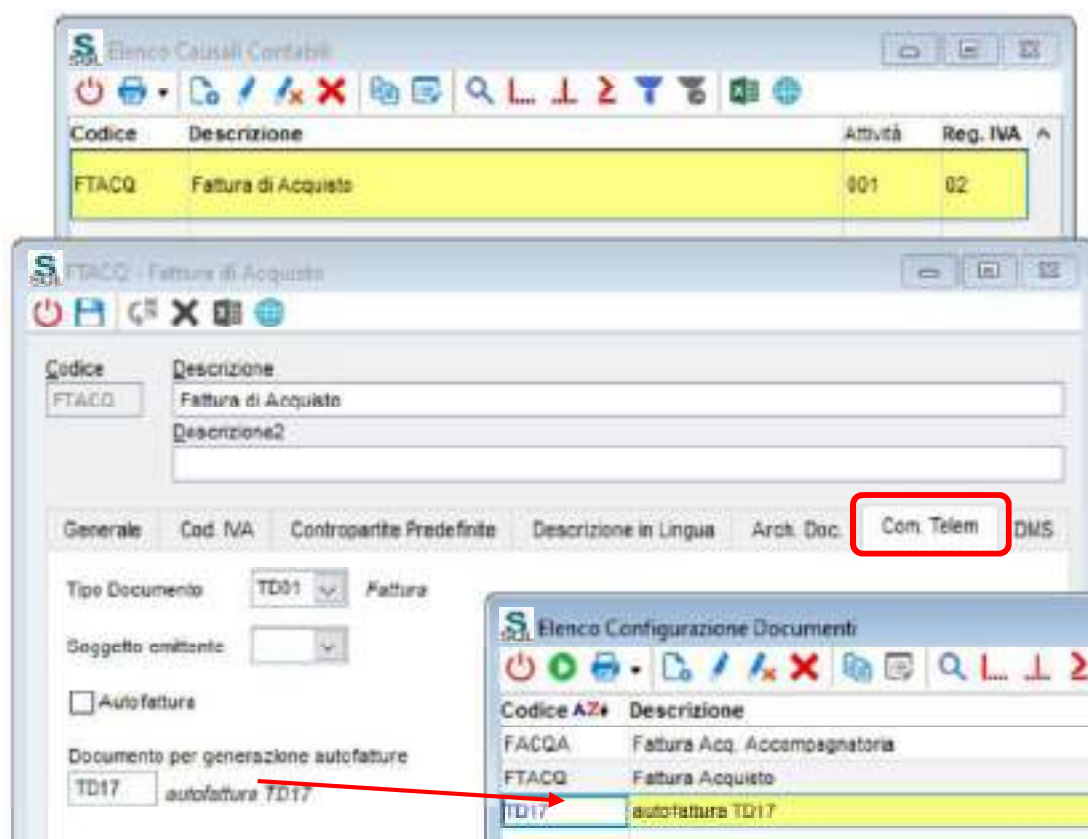 Elenco Causali Contabili
Codice Descrizione Attività Reg. IVA
FTACQ Fattura di Acquisto 001 02
FTACQ - Fattura di Acquisto
Codice Descrizione
FTACQ Fattura di Acquisto
Descrizione2
Generale Cod. IVA Contropartite Predefinite Descrizione in Lingua Arch. Doc. Com. Telem DMS
Tipo Documento TD01 Fattura
Soggetto emittente
Autofattura
Documento per generazione autofatture
TD17 autofattura TD17
Elenco Configurazione Documenti
Codice AZ Descrizione
FACQA Fattura Acq. Accompagnatoria
FTACQ Fattura Acquisto
TD17 autofattura TD17